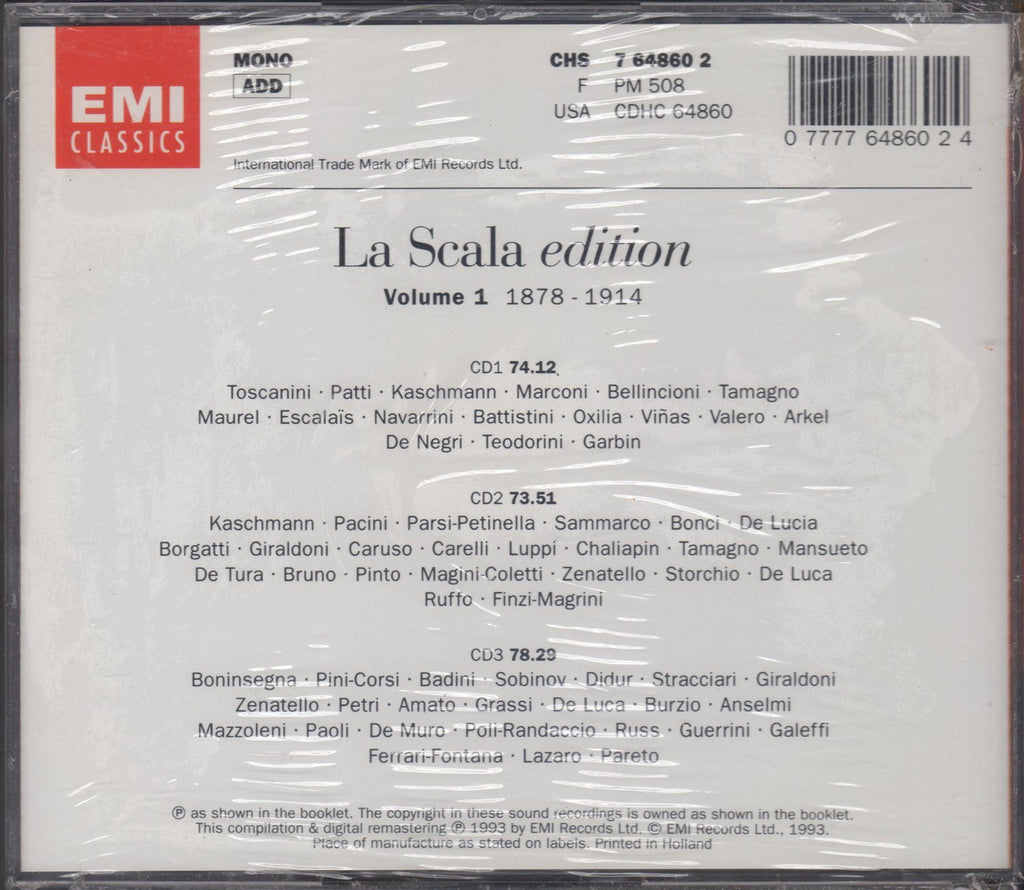 EMI
CLASSICS
MONO
ADD
CHS 7 64860 2
F PM 508
USA CDHC 64860
0 7777 64860 2 4
International Trade Mark of EMI Records Ltd.
La Scala edition
Volume 1 1878 - 1914
CD1 74.12
Toscanini · Patti · Kaschmann · Marconi · Bellincioni · Tamagno
Maurel · Escalaïs · Navarrini · Battistini · Oxilia · Viñas · Valero · Arkel
De Negri · Teodorini · Garbin
CD2 73.51
Kaschmann · Pacini · Parsi-Petinella · Sammarco · Bonci · De Lucia
Borgatti · Giraldoni · Caruso · Carelli · Luppi · Chaliapin · Tamagno · Mansueto
De Tura · Bruno · Pinto · Magini-Coletti · Zenatello · Storchio · De Luca
Ruffo · Finzi-Magrini
CD3 78.29
Boninsegna · Pini-Corsi · Badini · Sobinov · Didur · Stracciari · Giraldoni
Zenatello · Petri · Amato · Grassi · De Luca · Burzio · Anselmi
Mazzoleni · Paoli · De Muro · Poli-Randaccio · Russ · Guerrini · Galeffi
Ferrari-Fontana · Lazaro · Pareto
℗ as shown in the booklet. The copyright in these sound recordings is owned as shown in the booklet.
This compilation & digital remastering ℗ 1993 by EMI Records Ltd. © EMI Records Ltd., 1993.
Place of manufacture as stated on labels. Printed in Holland